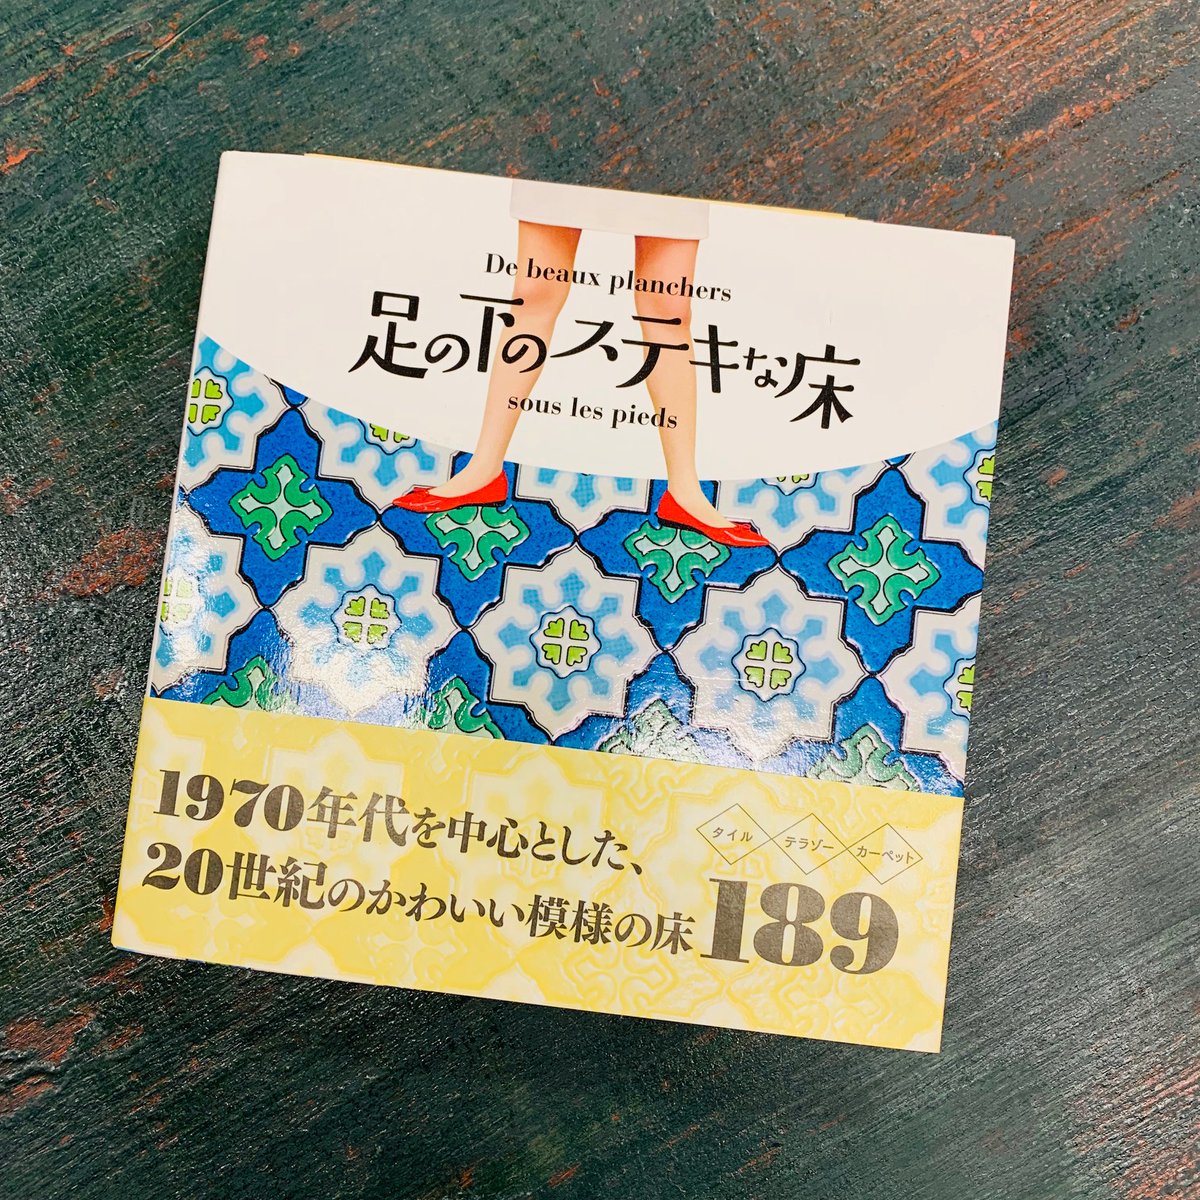 De beaux planchers
足の下のステキな床
sous les pieds
1970年代を中心とした、
20世紀のかわいい模様の床
タイル テラゾー カーペット
189